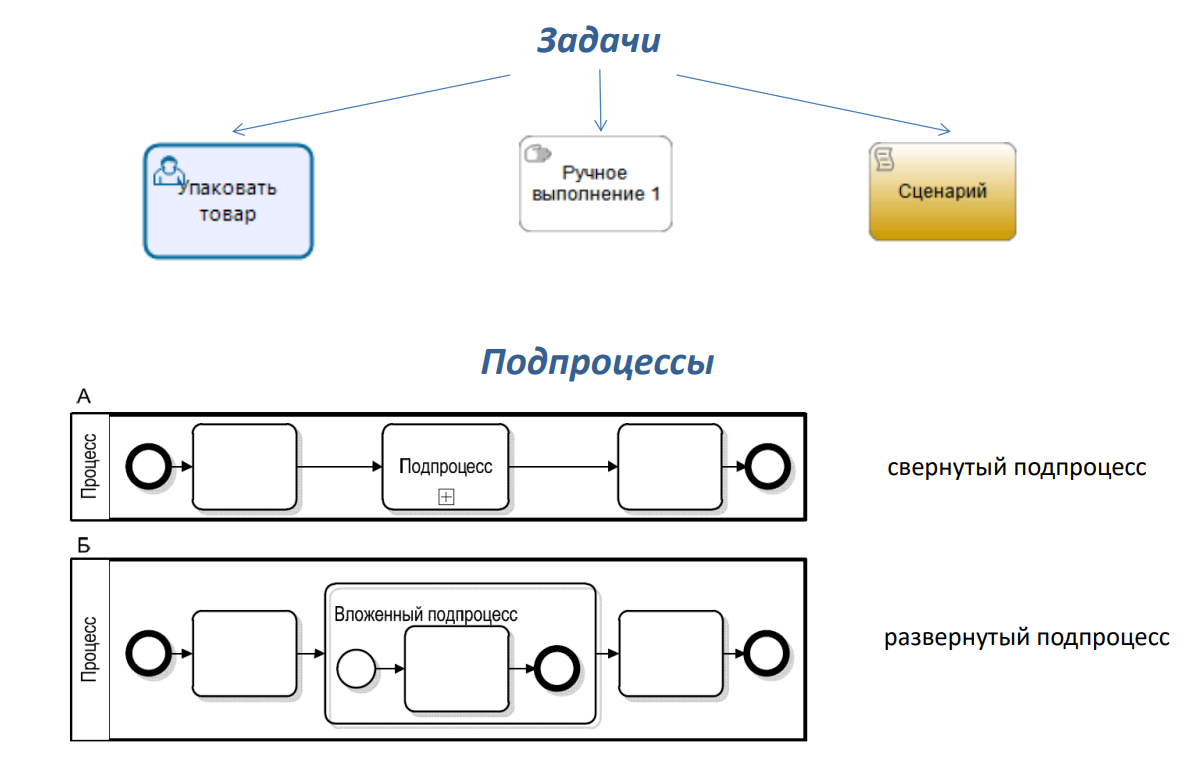 Задачи
Упаковать
товар
Ручное
выполнение 1
Сценарий
Подпроцессы
А
Процесс
Подпроцесс
свернутый подпроцесс
Б
Процесс
Вложенный подпроцесс
развернутый подпроцесс